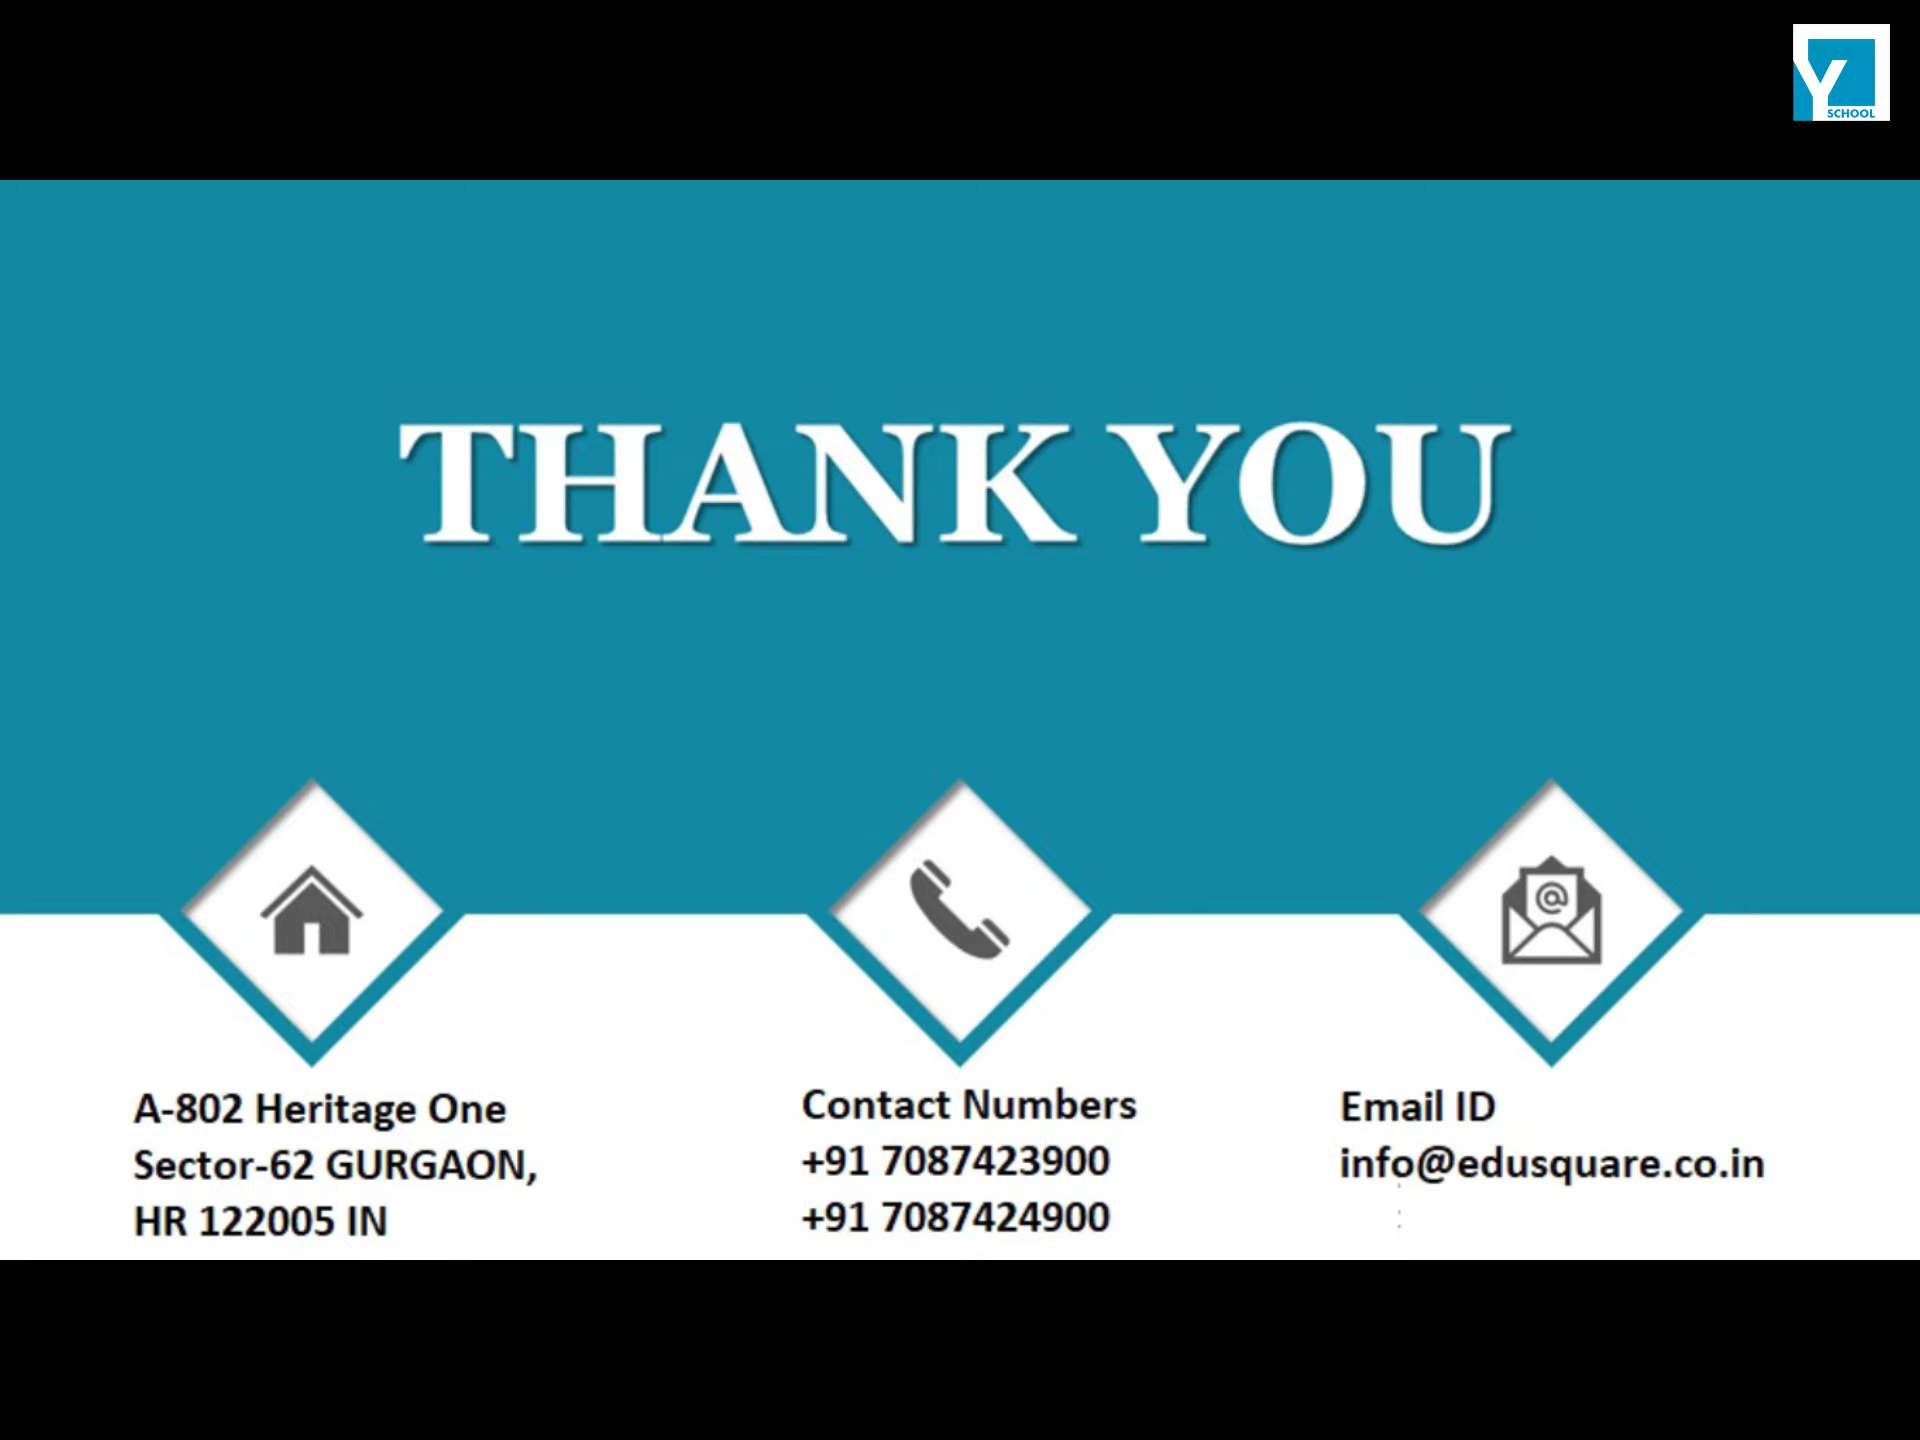 Y
SCHOOL
THANK YOU
A-802 Heritage One
Sector-62 GURGAON,
HR 122005 IN
Contact Numbers
+91 7087423900
+91 7087424900
Email ID
info@edusquare.co.in